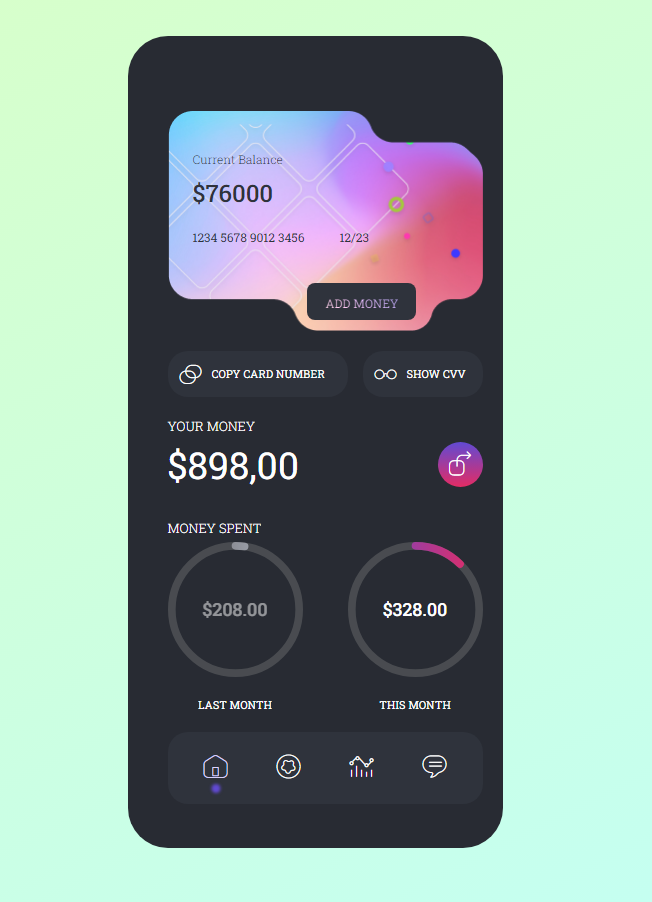 Current Balance
$76000
1234 5678 9012 3456 12/23
ADD MONEY
COPY CARD NUMBER
SHOW CVV
YOUR MONEY
$898,00
MONEY SPENT
$208.00
$328.00
LAST MONTH
THIS MONTH